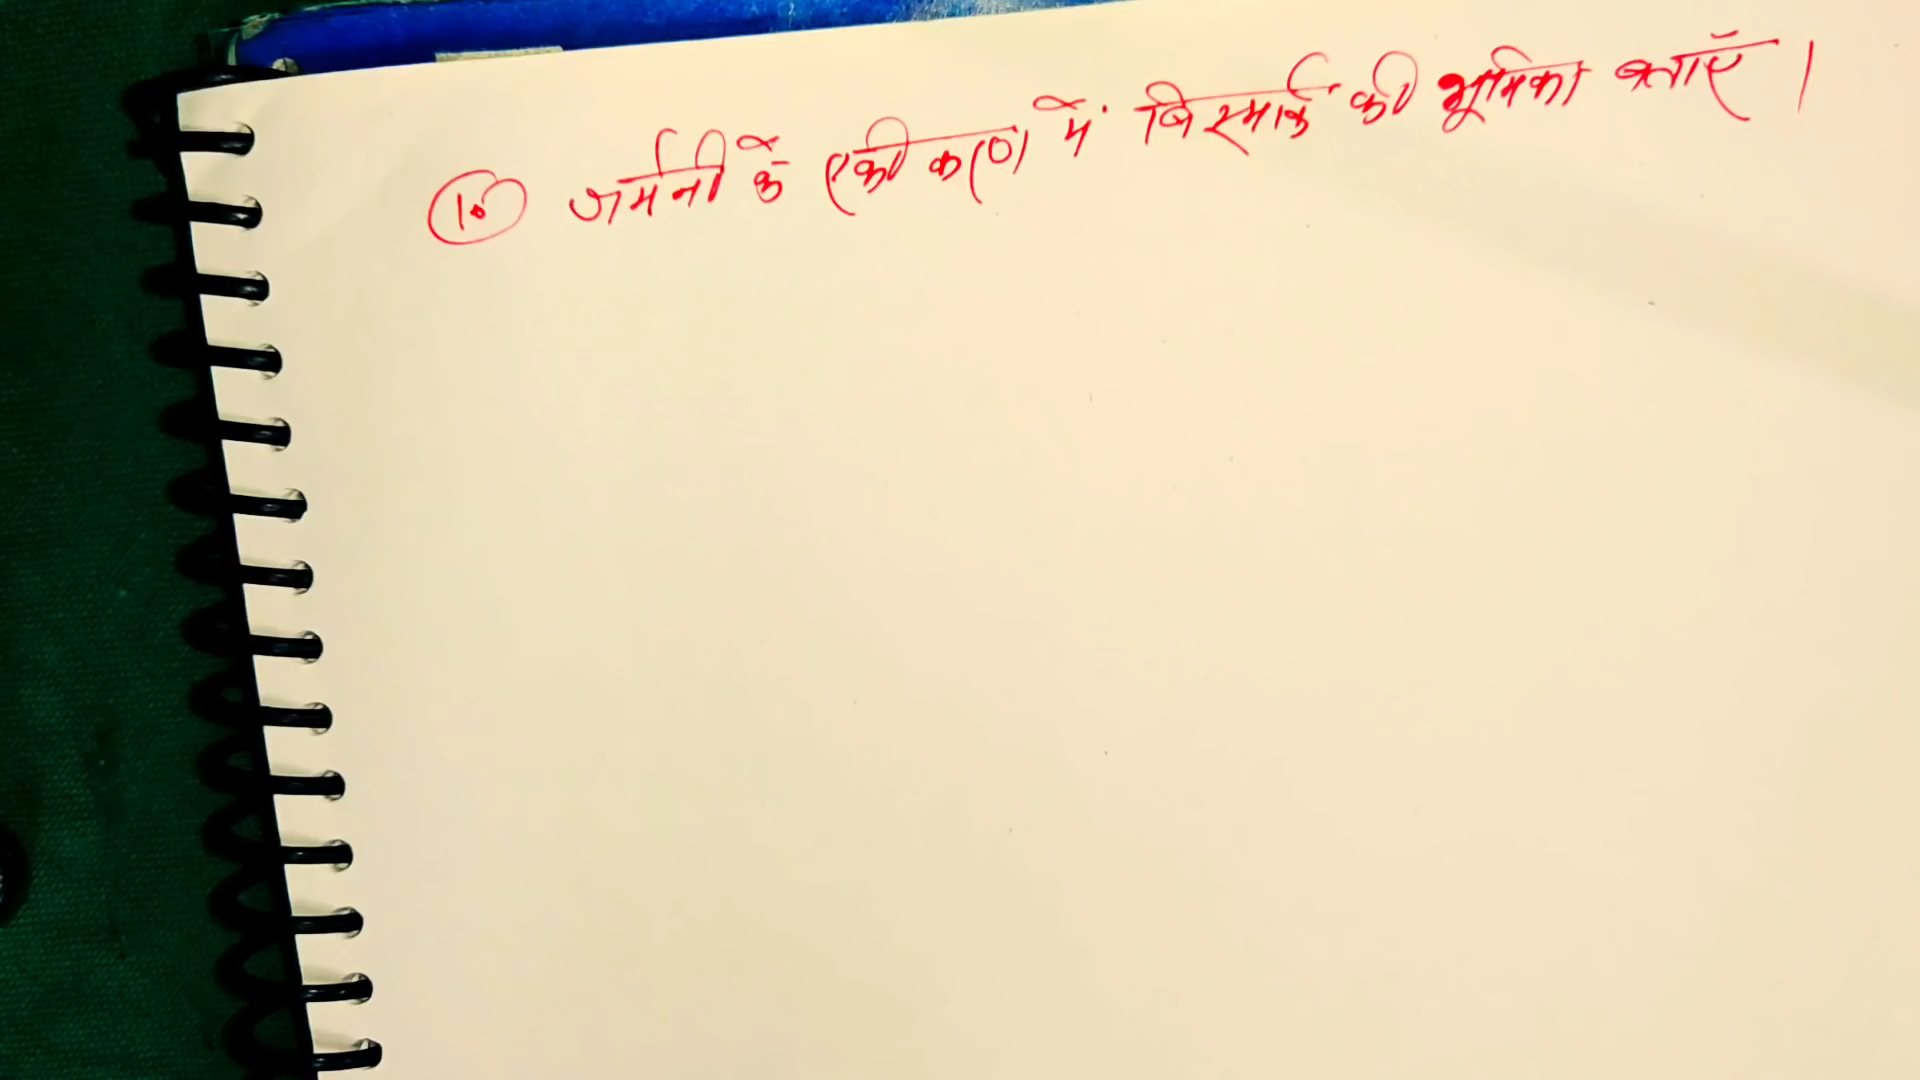 10 जर्मनी के एकीकरण में बिस्मार्क की भूमिका बताएँ।